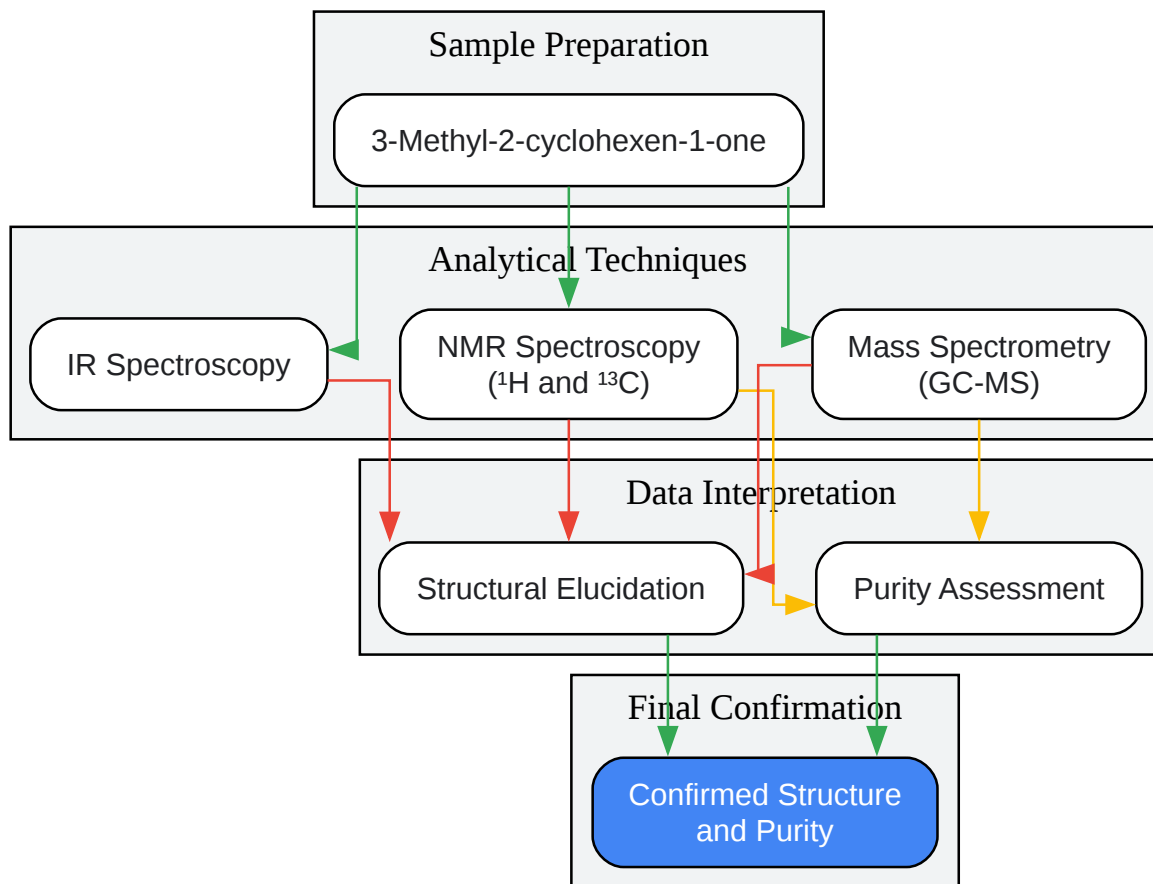 Sample Preparation
3-Methyl-2-cyclohexen-1-one
Analytical Techniques
IR Spectroscopy
NMR Spectroscopy
(¹H and ¹³C)
Mass Spectrometry
(GC-MS)
Data Interpretation
Structural Elucidation
Purity Assessment
Final Confirmation
Confirmed Structure
and Purity